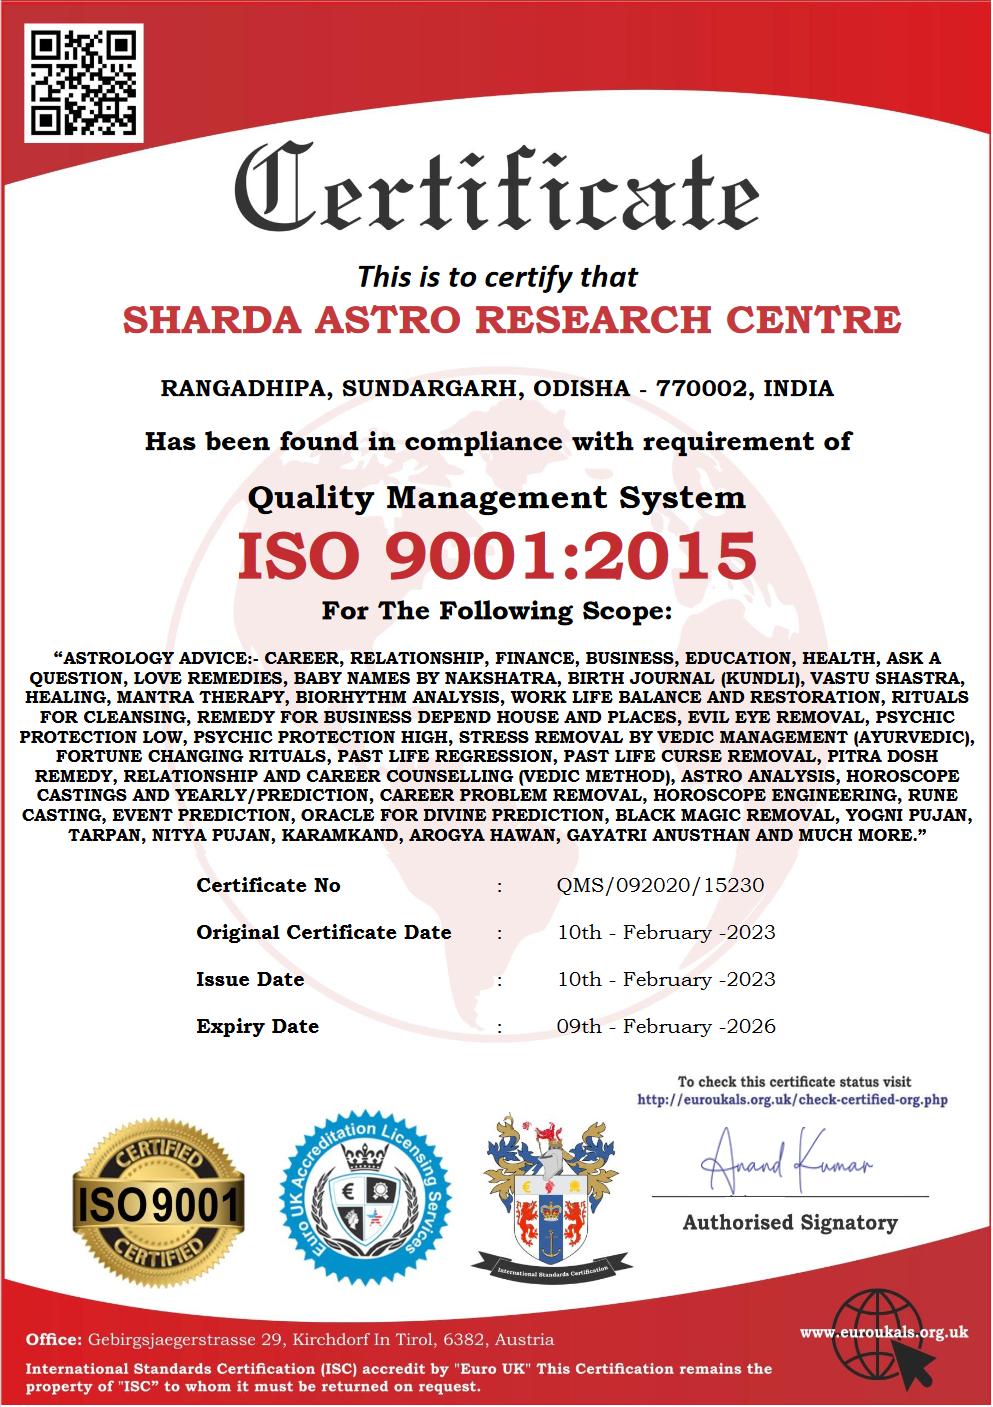 Certificate
This is to certify that
SHARDA ASTRO RESEARCH CENTRE
RANGADHIPA, SUNDARGARH, ODISHA - 770002, INDIA
Has been found in compliance with requirement of
Quality Management System
ISO 9001:2015
For The Following Scope:
“ASTROLOGY ADVICE:- CAREER, RELATIONSHIP, FINANCE, BUSINESS, EDUCATION, HEALTH, ASK A
QUESTION, LOVE REMEDIES, BABY NAMES BY NAKSHATRA, BIRTH JOURNAL (KUNDLI), VASTU SHASTRA,
HEALING, MANTRA THERAPY, BIORHYTHM ANALYSIS, WORK LIFE BALANCE AND RESTORATION, RITUALS
FOR CLEANSING, REMEDY FOR BUSINESS DEPEND HOUSE AND PLACES, EVIL EYE REMOVAL, PSYCHIC
PROTECTION LOW, PSYCHIC PROTECTION HIGH, STRESS REMOVAL BY VEDIC MANAGEMENT (AYURVEDIC),
FORTUNE CHANGING RITUALS, PAST LIFE REGRESSION, PAST LIFE CURSE REMOVAL, PITRA DOSH
REMEDY, RELATIONSHIP AND CAREER COUNSELLING (VEDIC METHOD), ASTRO ANALYSIS, HOROSCOPE
CASTINGS AND YEARLY/PREDICTION, CAREER PROBLEM REMOVAL, HOROSCOPE ENGINEERING, RUNE
CASTING, EVENT PREDICTION, ORACLE FOR DIVINE PREDICTION, BLACK MAGIC REMOVAL, YOGNI PUJAN,
TARPAN, NITYA PUJAN, KARAMKAND, AROGYA HAWAN, GAYATRI ANUSTHAN AND MUCH MORE.”
Certificate No : QMS/092020/15230
Original Certificate Date : 10th - February -2023
Issue Date : 10th - February -2023
Expiry Date : 09th - February -2026
To check this certificate status visit
http://euroukals.org.uk/check-certified-org.php
Anand Kumar
Authorised Signatory
CERTIFIED
ISO 9001
CERTIFIED
Euro UK Accreditation Licensing Services
€
€
International Standards Certification
Office: Gebirgsjaegerstrasse 29, Kirchdorf In Tirol, 6382, Austria
www.euroukals.org.uk
International Standards Certification (ISC) accredit by "Euro UK" This Certification remains the
property of "ISC” to whom it must be returned on request.